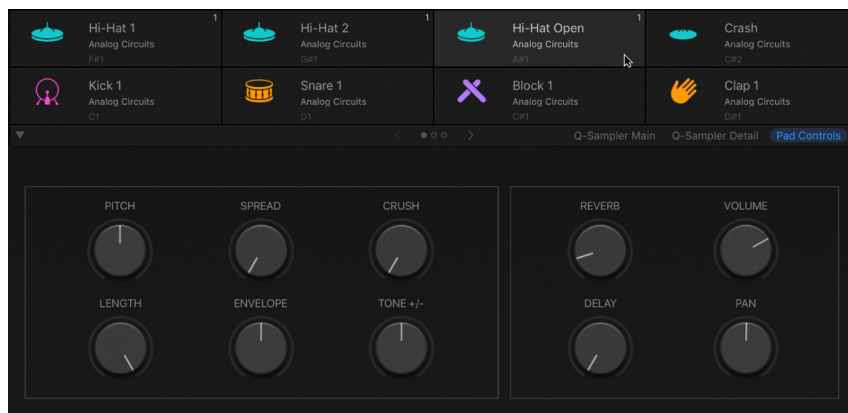 Hi-Hat 1
Analog Circuits
F#1
1
Hi-Hat 2
Analog Circuits
G#1
1
Hi-Hat Open
Analog Circuits
A#1
1
Crash
Analog Circuits
C#2
Kick 1
Analog Circuits
C1
Snare 1
Analog Circuits
D1
Block 1
Analog Circuits
C#1
Clap 1
Analog Circuits
D#1
Q-Sampler Main
Q-Sampler Detail
Pad Controls
PITCH
SPREAD
CRUSH
REVERB
VOLUME
LENGTH
ENVELOPE
TONE +/-
DELAY
PAN